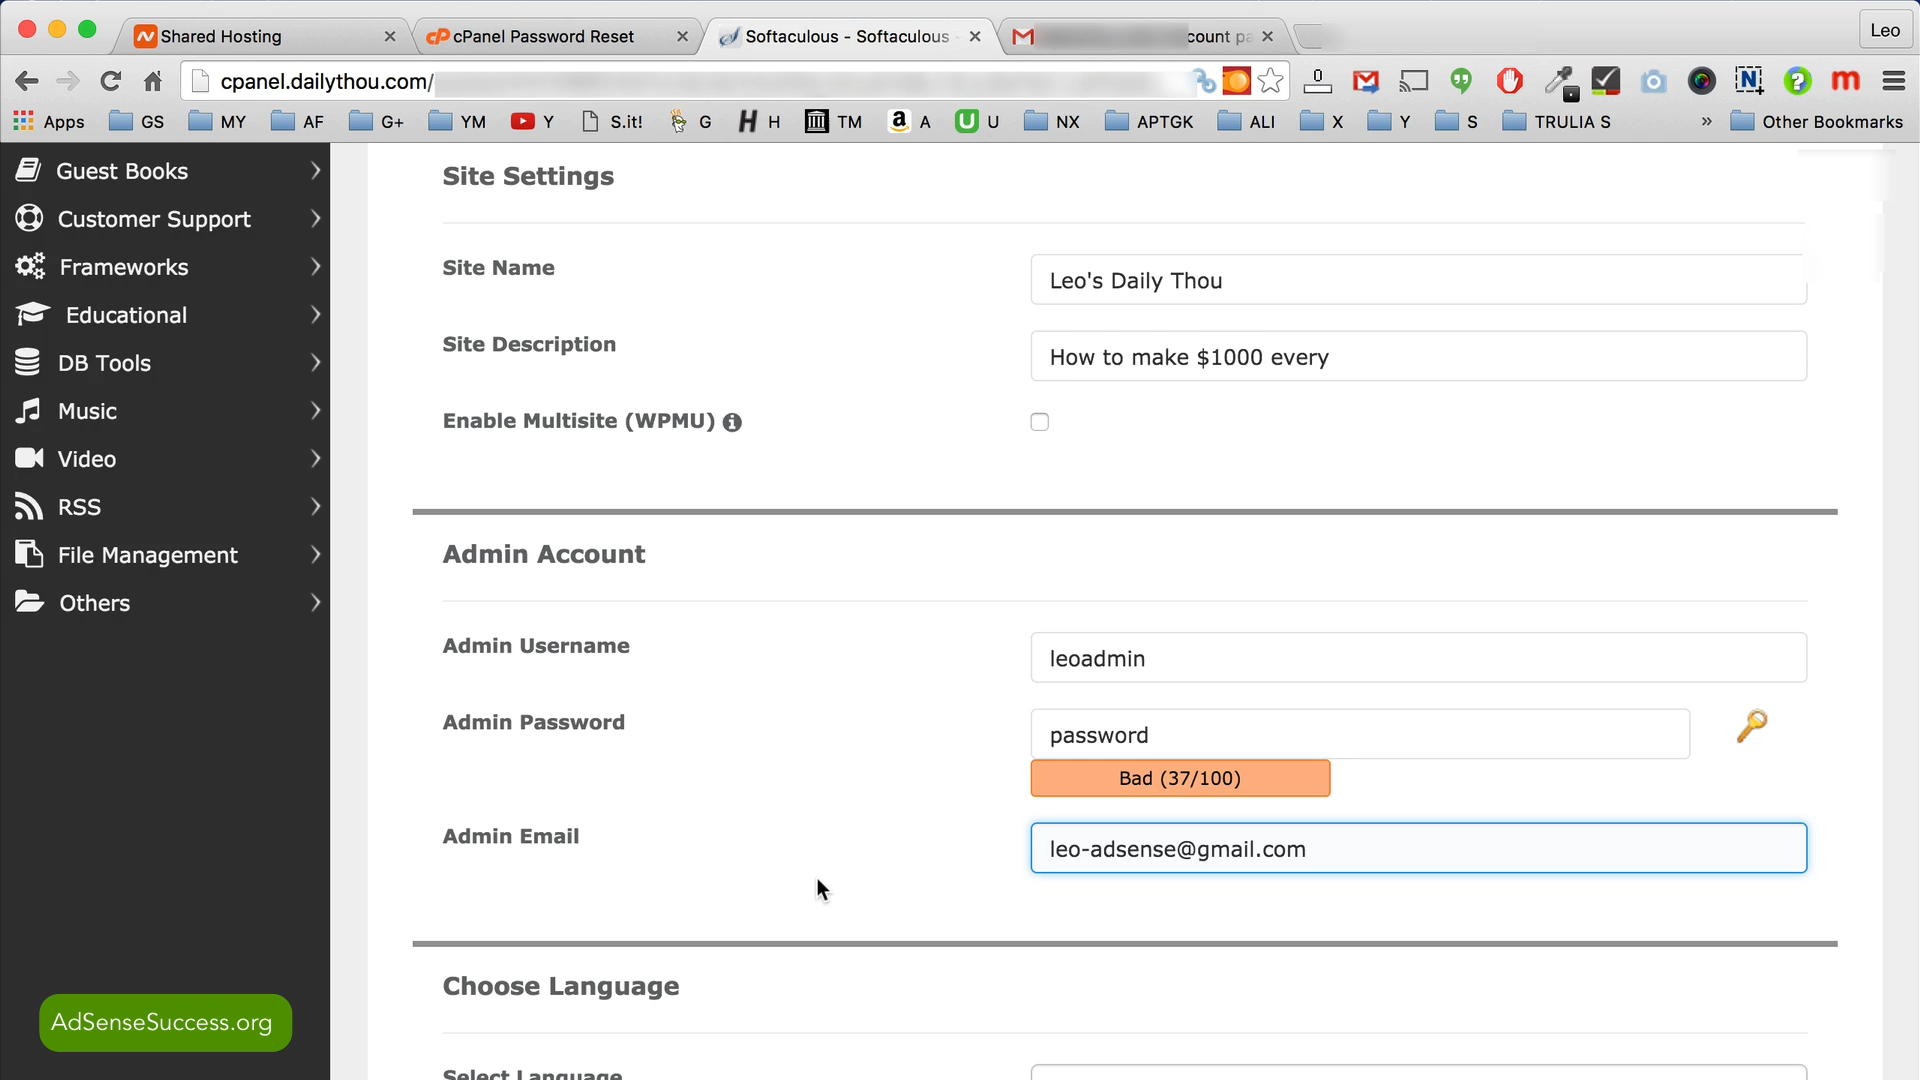 Shared Hosting
cPanel Password Reset
Softaculous - Softaculous
count pa
Leo
cpanel.dailythou.com/
0
Apps GS MY AF G+ YM Y S.it! G H TM A U NX APTGK ALI X Y S TRULIA S » Other Bookmarks
Guest Books
Customer Support
Frameworks
Educational
DB Tools
Music
Video
RSS
File Management
Others
AdSenseSuccess.org
Site Settings
Site Name
Leo's Daily Thou
Site Description
How to make $1000 every
Enable Multisite (WPMU)
Admin Account
Admin Username
leoadmin
Admin Password
password
Bad (37/100)
Admin Email
leo-adsense@gmail.com
Choose Language
Select Language